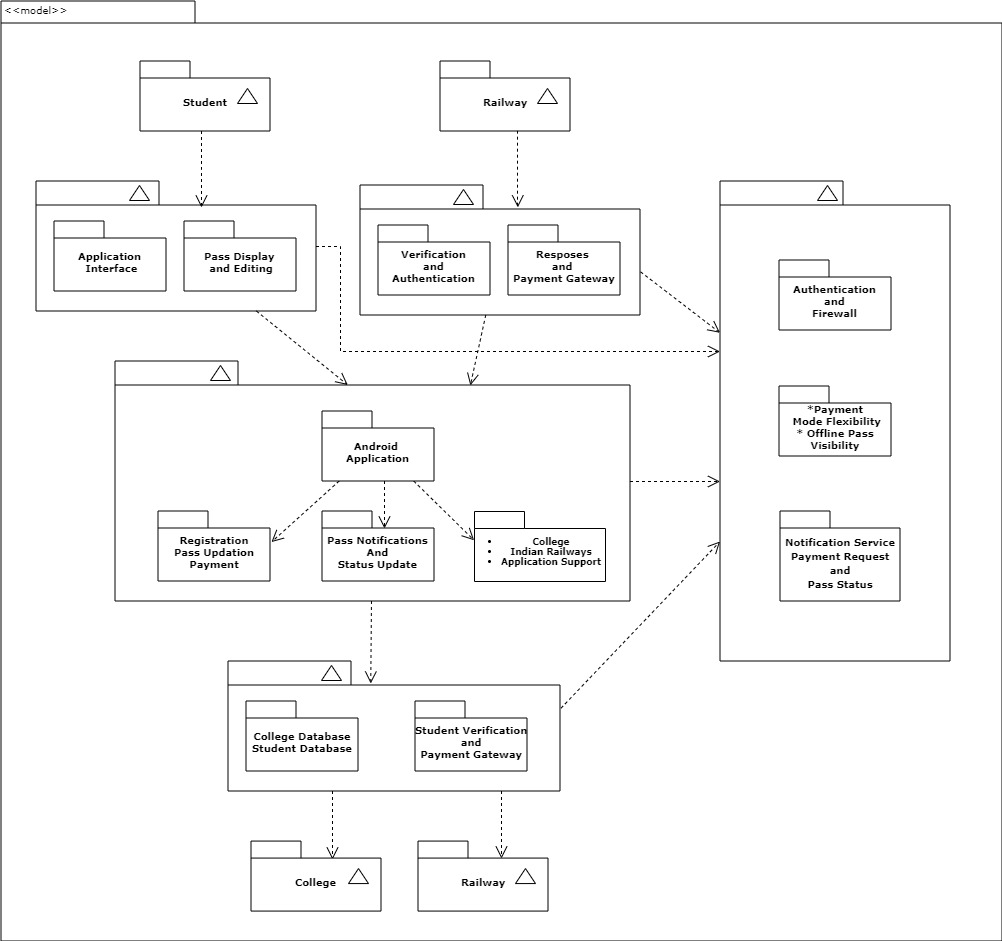 <<model>>
Student
Railway
Application
Interface
Pass Display
and Editing
Verification
and
Authentication
Resposes
and
Payment Gateway
Authentication
and
Firewall
*Payment
Mode Flexibility
* Offline Pass
Visibility
Android
Application
Registration
Pass Updation
Payment
Pass Notifications
And
Status Update
• College
• Indian Railways
• Application Support
Notification Service
Payment Request
and
Pass Status
College Database
Student Database
Student Verification
and
Payment Gateway
College
Railway